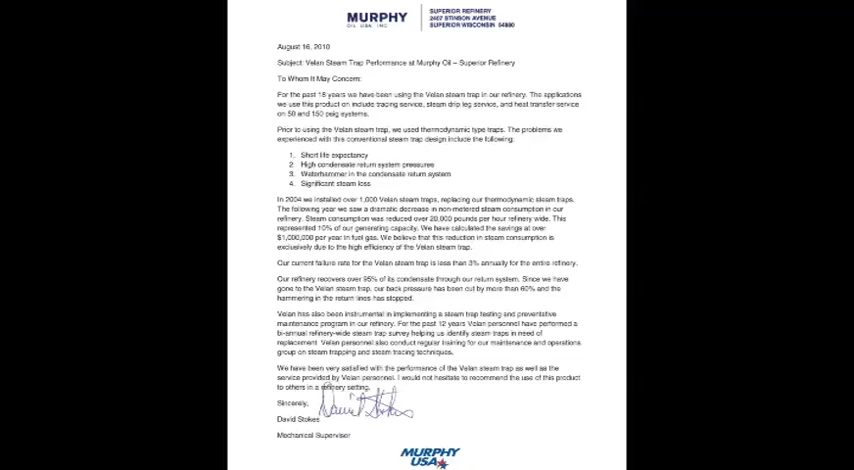 MURPHY
OIL USA, INC
SUPERIOR REFINERY
2407 STINSON AVENUE
SUPERIOR WISCONSIN 54880
August 16, 2010
Subject: Velan Steam Trap Performance at Murphy Oil – Superior Refinery
To Whom It May Concern:
For the past 18 years we have been using the Velan steam trap in our refinery. The applications
we use this product on include tracing service, steam drip leg service, and heat transfer service
on 50 and 150 psig systems.
Prior to using the Velan steam trap, we used thermodynamic type traps. The problems we
experienced with this conventional steam trap design include the following:
1. Short life expectancy
2. High condensate return system pressures
3. Waterhammer in the condensate return system
4. Significant steam loss
In 2004 we installed over 1,000 Velan steam traps, replacing our thermodynamic steam traps.
The following year we saw a dramatic decrease in non-metered steam consumption in our
refinery. Steam consumption was reduced over 20,000 pounds per hour refinery wide. This
represented 10% of our generating capacity. We have calculated the savings at over
$1,000,000 per year in fuel gas. We believe that this reduction in steam consumption is
exclusively due to the high efficiency of the Velan steam trap.
Our current failure rate for the Velan steam trap is less than 3% annually for the entire refinery.
Our refinery recovers over 95% of its condensate through our return system. Since we have
gone to the Velan steam trap, our back pressure has been cut by more than 60% and the
hammering in the return lines has stopped.
Velan has also been instrumental in implementing a steam trap testing and preventative
maintenance program in our refinery. For the past 12 years Velan personnel have performed a
bi-annual refinery-wide steam trap survey helping us identify steam traps in need of
replacement. Velan personnel also conduct regular training for our maintenance and operations
group on steam trapping and steam tracing techniques.
We have been very satisfied with the performance of the Velan steam trap as well as the
service provided by Velan personnel. I would not hesitate to recommend the use of this product
to others in a refinery setting.
Sincerely,
David Stokes
David Stokes
Mechanical Supervisor
MURPHY
USA